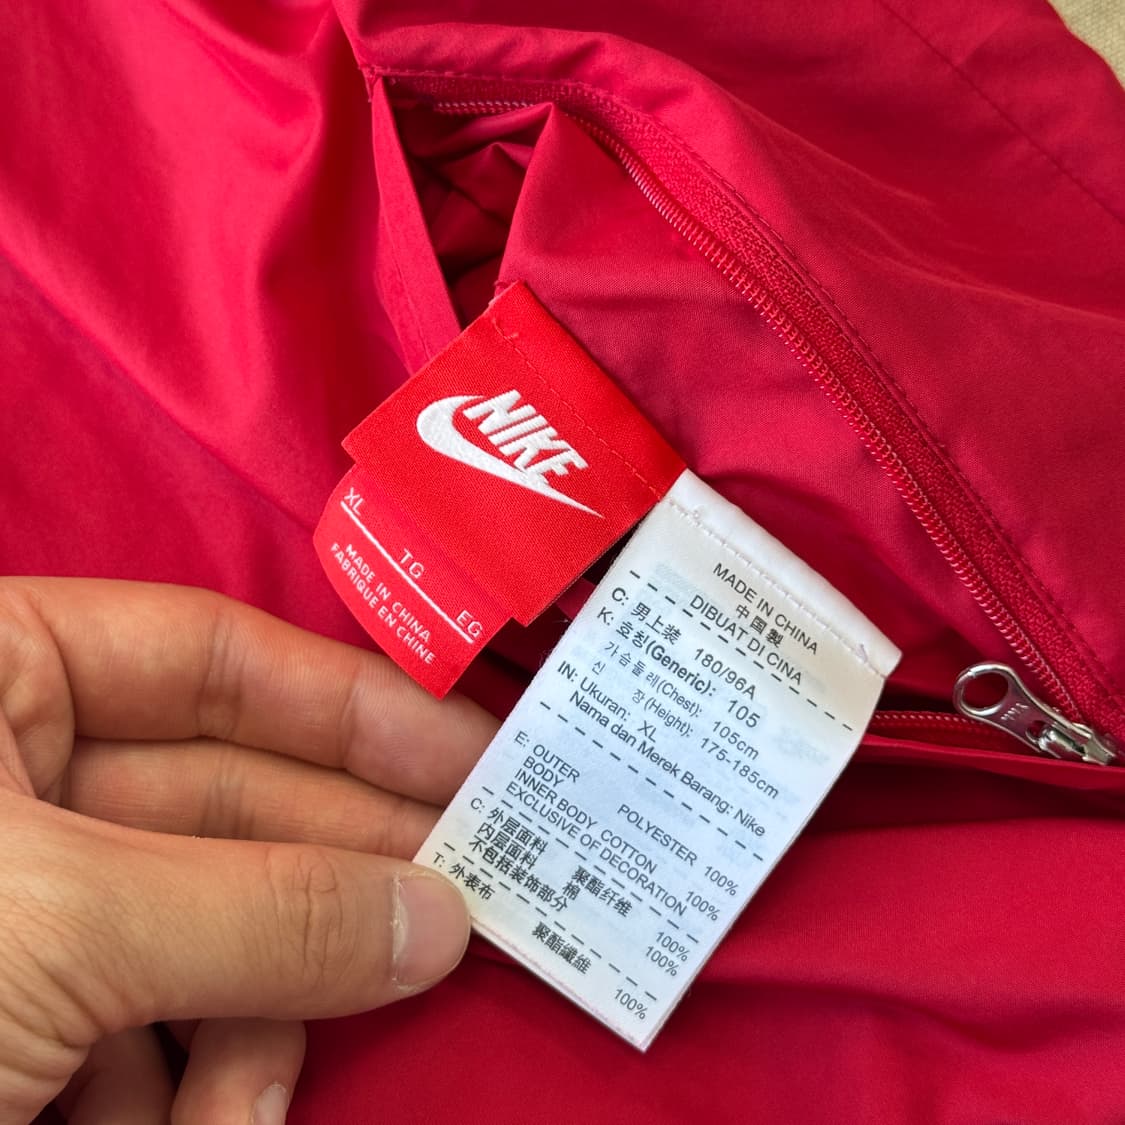 NIKE
XL
TG
EG
MADE IN CHINA
FABRIQUE EN CHINE
MADE IN CHINA
中国製
DIBUAT DI CINA
C: 男上装 180/96A
K: 호칭(Generic): 105
가슴둘레(Chest): 105cm
신 장(Height): 175-185cm
IN: Ukuran: XL
Nama dan Merek Barang: Nike
E: OUTER
BODY POLYESTER 100%
INNER BODY COTTON 100%
EXCLUSIVE OF DECORATION
C: 外层面料 聚酯纤维 100%
内层面料 棉 100%
不包括装饰部分
T: 外表布
聚酯纖維 100%